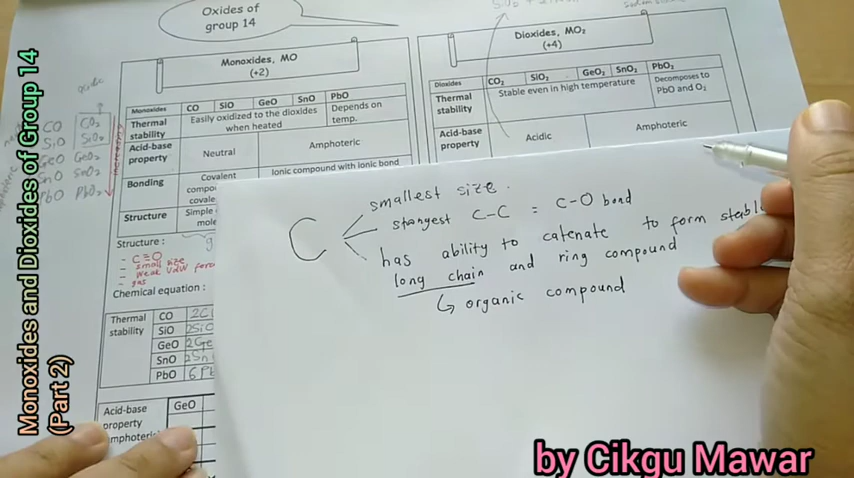 Oxides of
group 14
Monoxides, MO
(+2)
Monoxides CO SiO GeO SnO PbO
Thermal stability Easily oxidized to the dioxides when heated Depends on temp.
Acid-base property Neutral Amphoteric
Bonding Covalent Ionic compound with ionic bond
Structure Simple
Dioxides, MO₂
(+4)
Dioxides CO₂ SiO₂ GeO₂ SnO₂ PbO₂
Thermal stability Stable even in high temperature Decomposes to PbO and O₂
Acid-base property Acidic Amphoteric
CO CO₂
SiO SiO₂
GeO GeO₂
SnO SnO₂
PbO PbO₂
C
smallest size.
strongest C-C = C-O bond
has ability to catenate to form
long chain and ring compound
↳ organic compound
Structure :
- C≡O
- small size
- weak VdW
- gas
Chemical equation :
Thermal stability
CO
SiO 2SiO
GeO 2Ge
SnO 2Sn
PbO 6Pb
Acid-base
property
GeO
Monoxides and Dioxides of Group 14
(Part 2)
by Cikgu Mawar